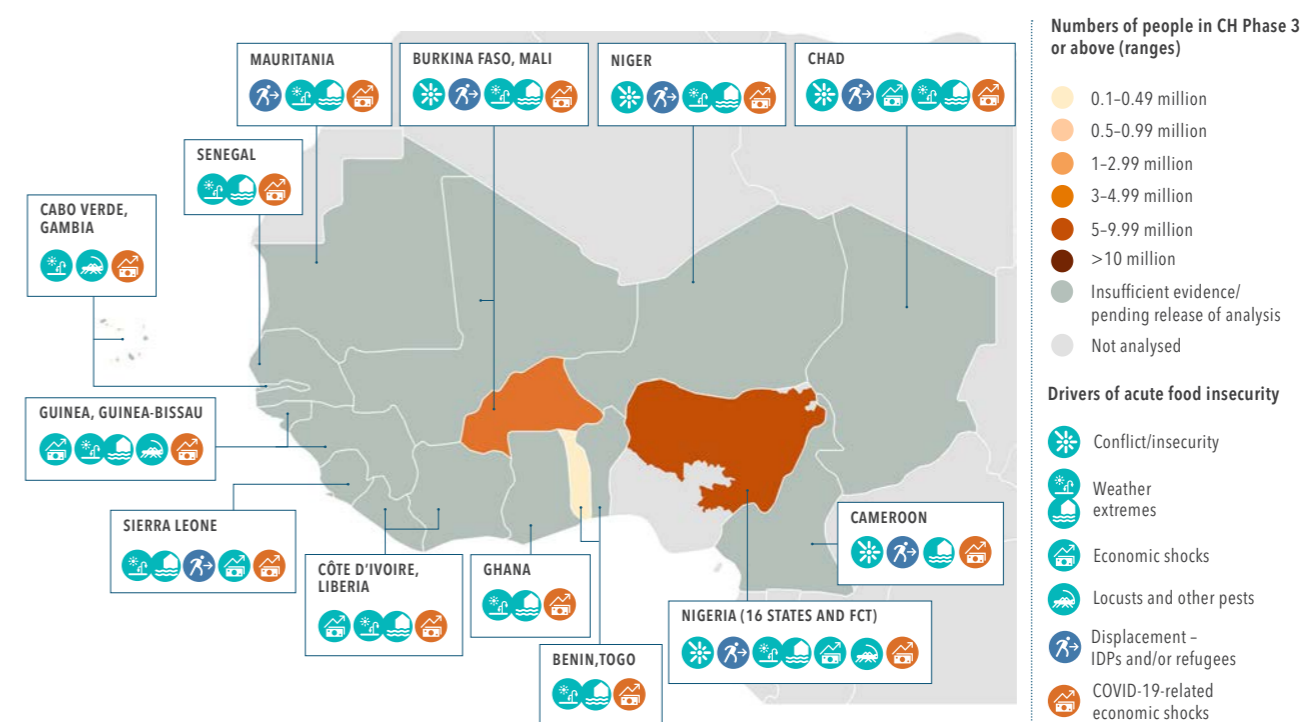 MAURITANIA
BURKINA FASO, MALI
NIGER
CHAD
SENEGAL
CABO VERDE,
GAMBIA
GUINEA, GUINEA-BISSAU
SIERRA LEONE
CÔTE D'IVOIRE,
LIBERIA
GHANA
BENIN,TOGO
NIGERIA (16 STATES AND FCT)
CAMEROON
Numbers of people in CH Phase 3
or above (ranges)
0.1–0.49 million
0.5–0.99 million
1–2.99 million
3–4.99 million
5–9.99 million
>10 million
Insufficient evidence/
pending release of analysis
Not analysed
Drivers of acute food insecurity
Conflict/insecurity
Weather
extremes
Economic shocks
Locusts and other pests
Displacement –
IDPs and/or refugees
COVID-19-related
economic shocks